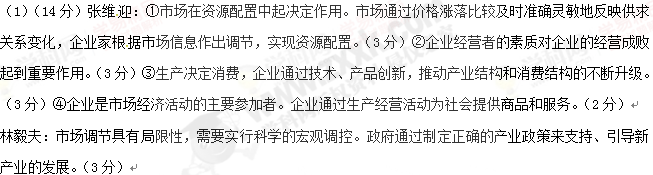 （1）（14 分）张维迎：①市场在资源配置中起决定作用。市场通过价格涨落比较及时准确灵敏地反映供求
关系变化，企业家根据市场信息作出调节，实现资源配置。（3 分）②企业经营者的素质对企业的经营成败
起到重要作用。（3 分）③生产决定消费，企业通过技术、产品创新，推动产业结构和消费结构的不断升级。
（3 分）④企业是市场经济活动的主要参加者。企业通过生产经营活动为社会提供商品和服务。（2 分）
林毅夫：市场调节具有局限性，需要实行科学的宏观调控。政府通过制定正确的产业政策来支持、引导新
产业的发展。（3 分）